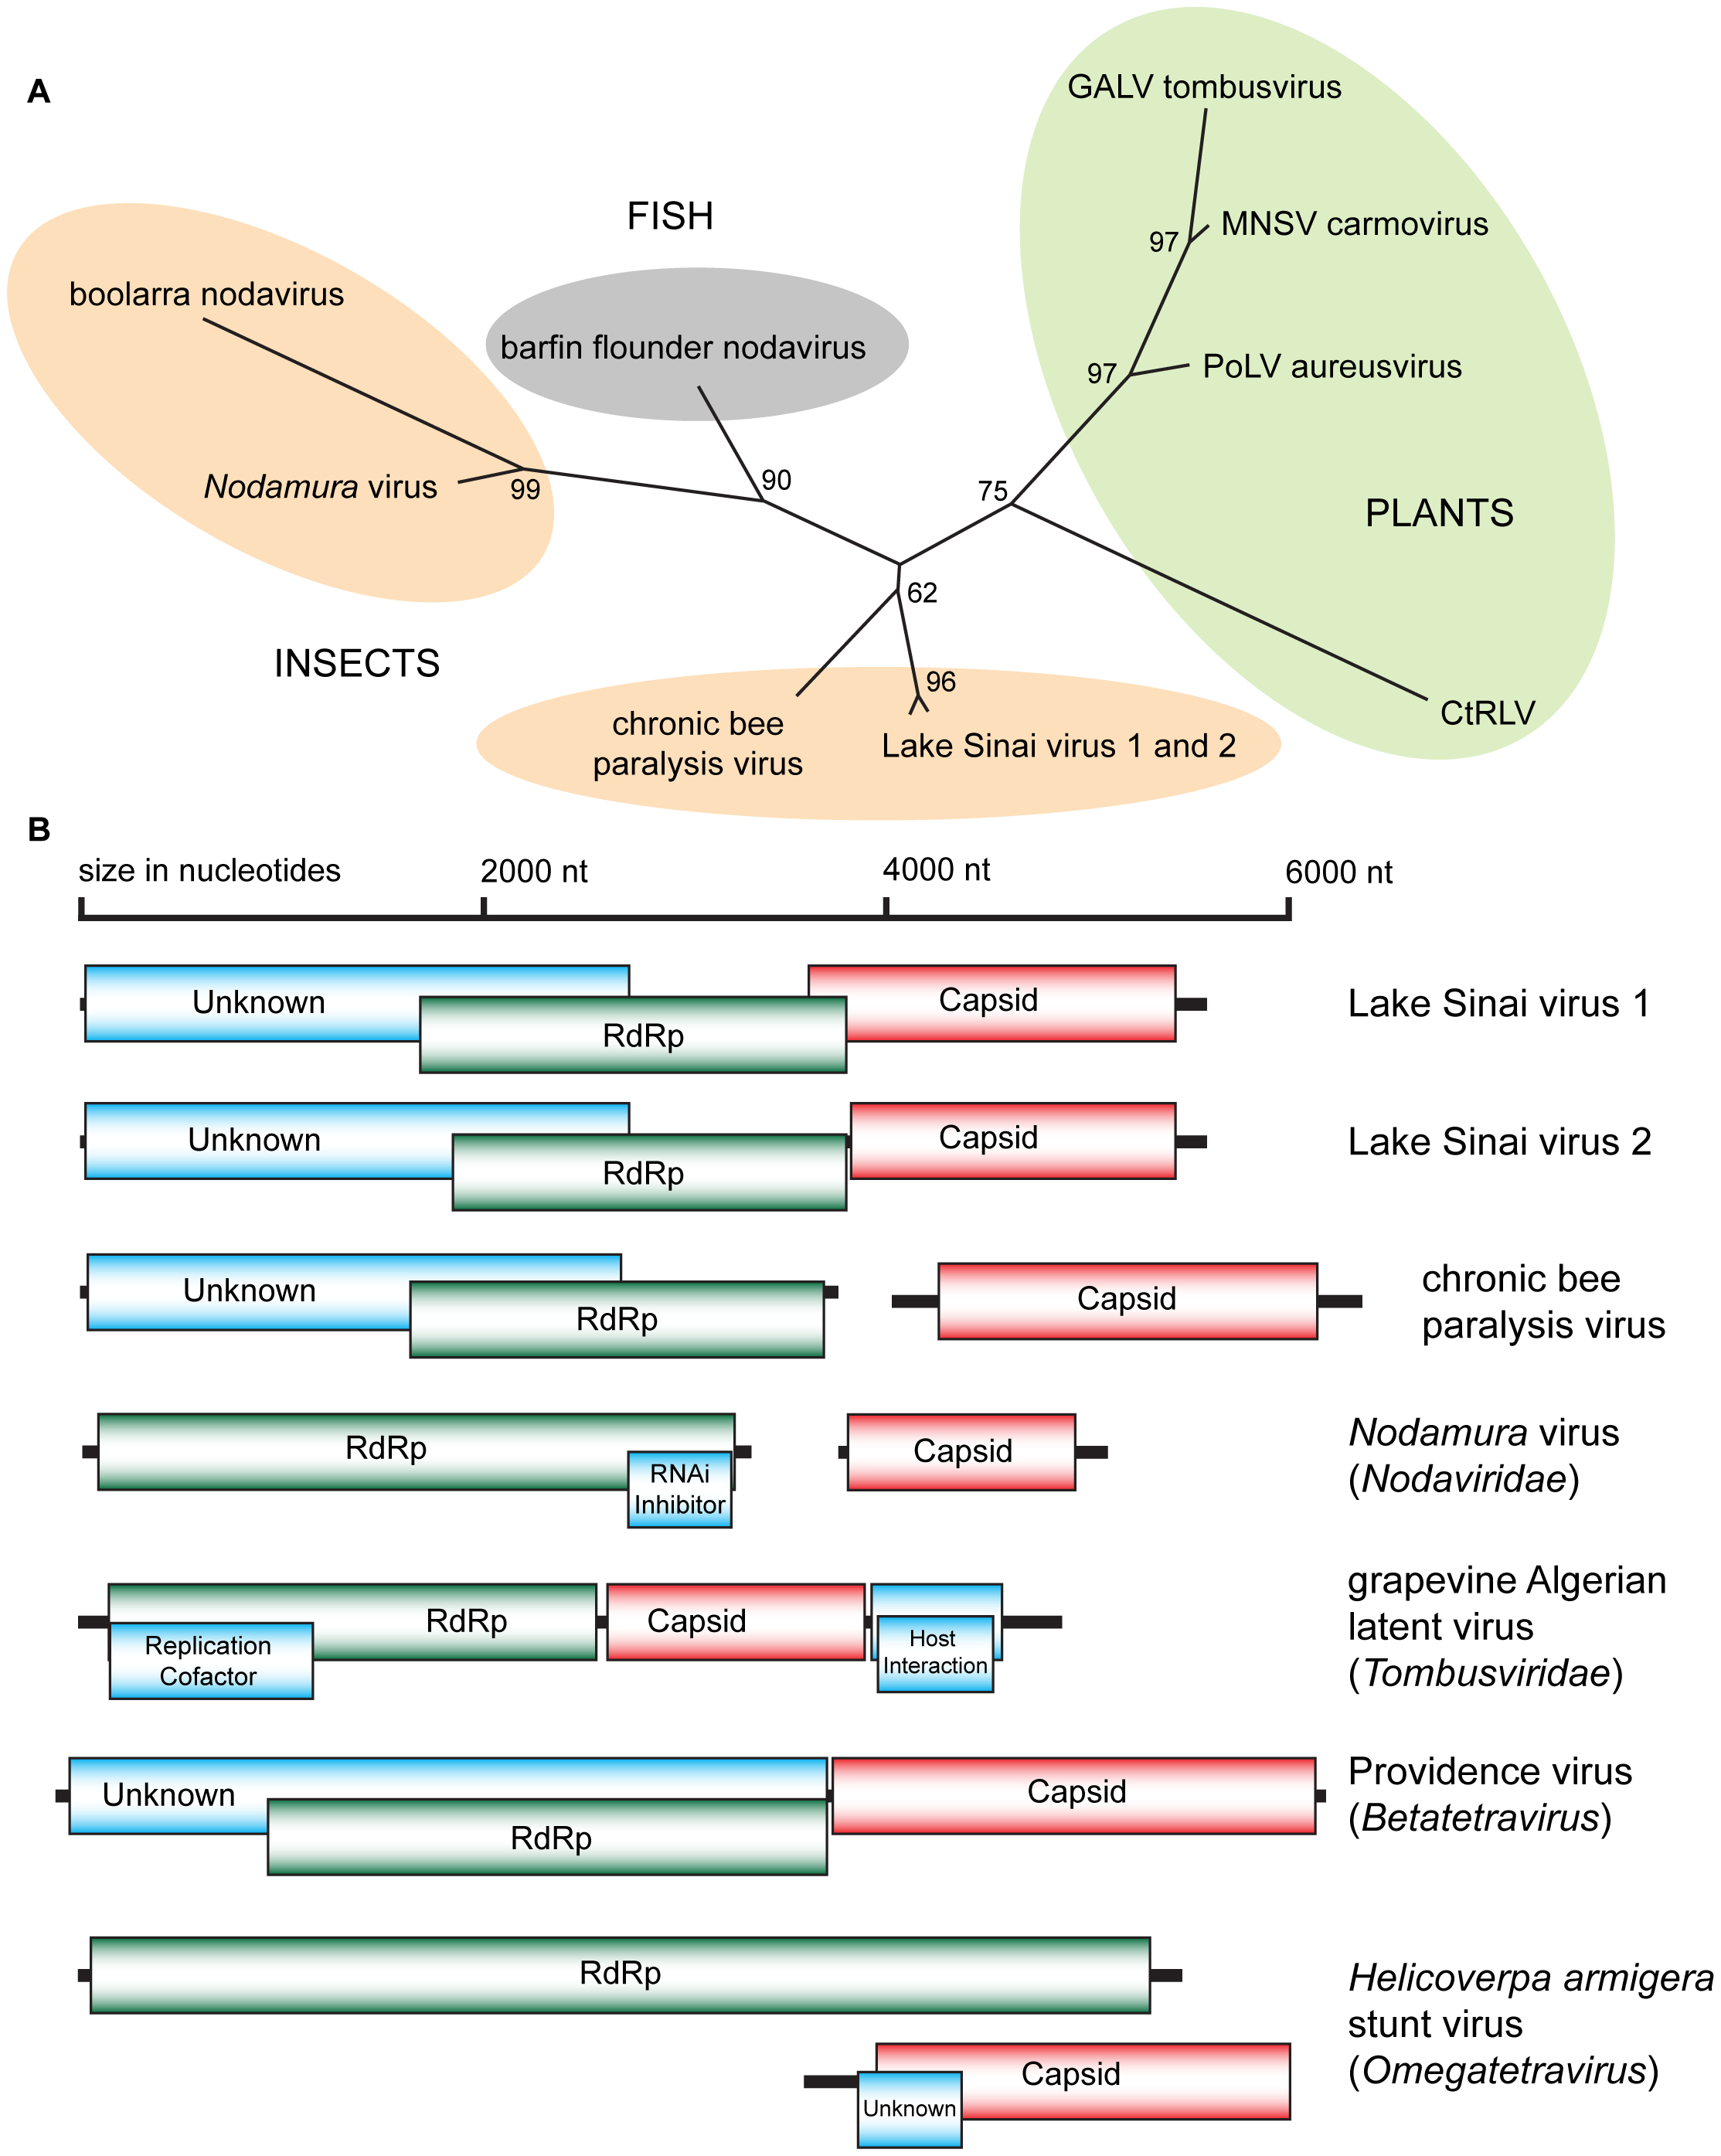 A
GALV tombusvirus
FISH
MNSV carmovirus
97
boolarra nodavirus
barfin flounder nodavirus
PoLV aureusvirus
97
Nodamura virus
99
90
75
PLANTS
62
INSECTS
96
chronic bee
paralysis virus
Lake Sinai virus 1 and 2
CtRLV
B
size in nucleotides
2000 nt
4000 nt
6000 nt
Unknown
RdRp
Capsid
Lake Sinai virus 1
Unknown
RdRp
Capsid
Lake Sinai virus 2
Unknown
RdRp
Capsid
chronic bee
paralysis virus
RdRp
RNAi
Inhibitor
Capsid
Nodamura virus
(Nodaviridae)
Replication
Cofactor
RdRp
Capsid
Host
Interaction
grapevine Algerian
latent virus
(Tombusviridae)
Unknown
RdRp
Capsid
Providence virus
(Betatetravirus)
RdRp
Capsid
Unknown
Helicoverpa armigera
stunt virus
(Omegatetravirus)